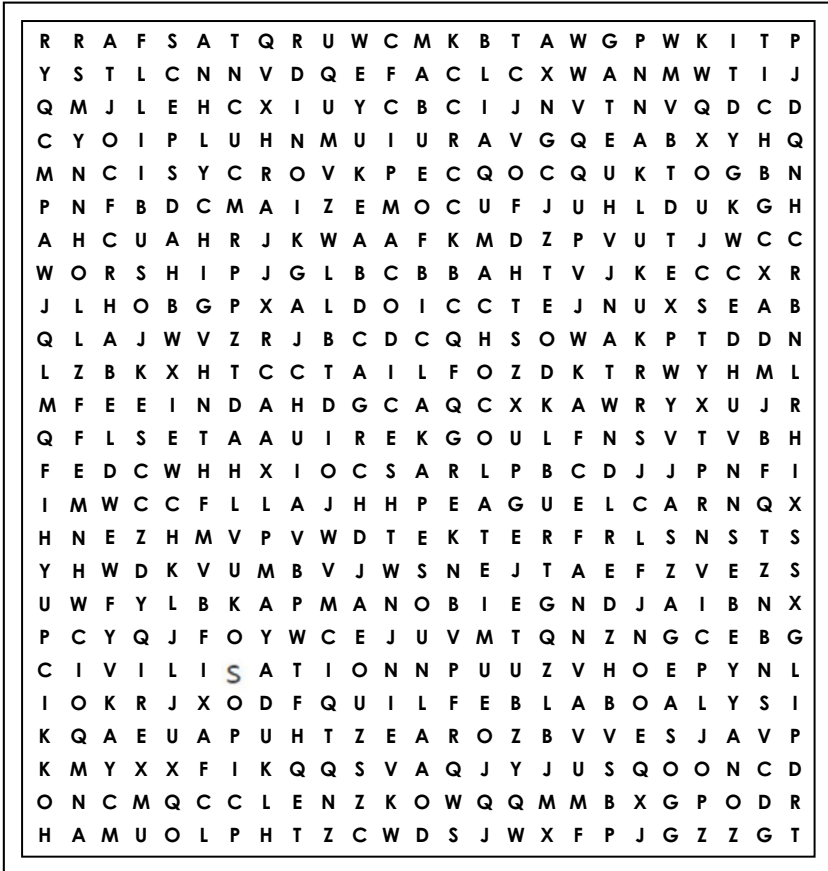 R R A F S A T Q R U W C M K B T A W G P W K I T P
Y S T L C N N V D Q E F A C L C X W A N M W T I J
Q M J L E H C X I U Y C B C I J N V T N V Q D C D
C Y O I P L U H N M U I U R A V G Q E A B X Y H Q
M N C I S Y C R O V K P E C Q O C Q U K T O G B N
P N F B D C M A I Z E M O C U F J U H L D U K G H
A H C U A H R J K W A A F K M D Z P V U T J W C C
W O R S H I P J G L B C B B A H T V J K E C C X R
J L H O B G P X A L D O I C C T E J N U X S E A B
Q L A J W V Z R J B C D C Q H S O W A K P T D D N
L Z B K X H T C C T A I L F O Z D K T R W Y H M L
M F E E I N D A H D G C A Q C X K A W R Y X U J R
Q F L S E T A A U I R E K G O U L F N S V T V B H
F E D C W H H X I O C S A R L P B C D J J P N F I
I M W C C F L L A J H H P E A G U E L C A R N Q X
H N E Z H M V P V W D T E K T E R F R L S N S T S
Y H W D K V U M B V J W S N E J T A E F Z V E Z S
U W F Y L B K A P M A N O B I E G N D J A I B N X
P C Y Q J F O Y W C E J U V M T Q N Z N G C E B G
C I V I L I S A T I O N N P U U Z V H O E P Y N L
I O K R J X O D F Q U I L F E B L A B O A L Y S I
K Q A E U A P U H T Z E A R O Z B V V E S J A V P
K M Y X X F I K Q Q S V A Q J Y J U S Q O O N C D
O N C M Q C C L E N Z K O W Q Q M M B X G P O D R
H A M U O L P H T Z C W D S J W X F P J G Z Z G T